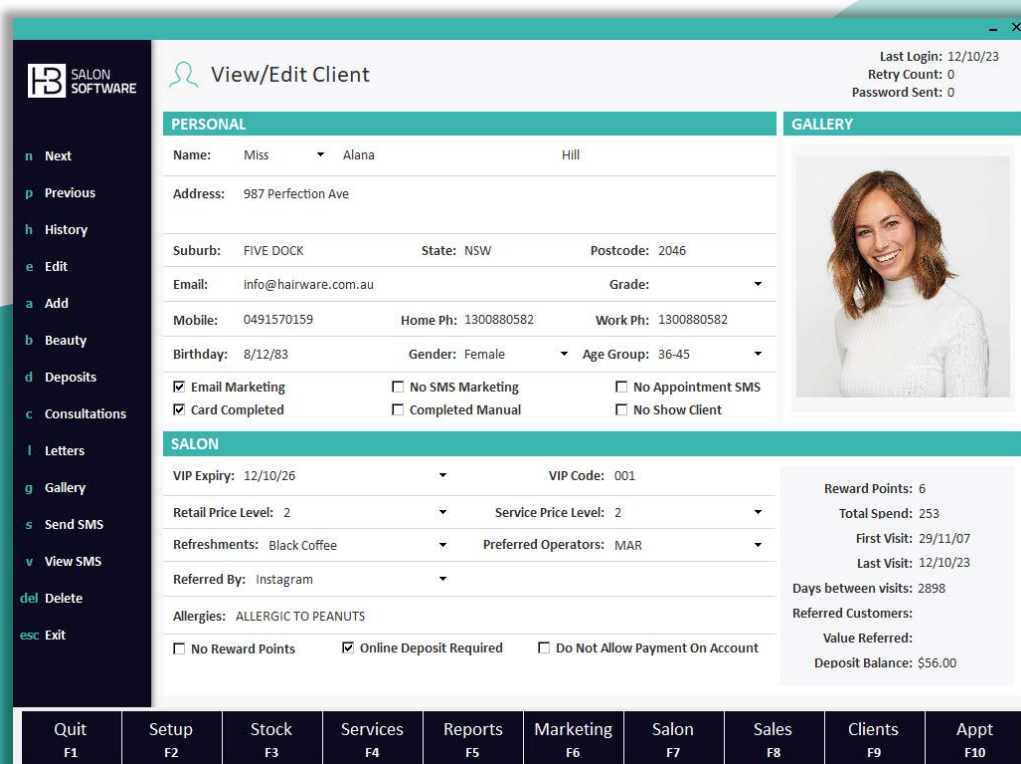 Last Login: 12/10/23
Retry Count: 0
Password Sent: 0
HB SALON SOFTWARE
View/Edit Client
n Next
p Previous
h History
e Edit
a Add
b Beauty
d Deposits
c Consultations
l Letters
g Gallery
s Send SMS
v View SMS
del Delete
esc Exit
PERSONAL
Name: Miss Alana Hill
Address: 987 Perfection Ave
Suburb: FIVE DOCK State: NSW Postcode: 2046
Email: info@hairware.com.au Grade:
Mobile: 0491570159 Home Ph: 1300880582 Work Ph: 1300880582
Birthday: 8/12/83 Gender: Female Age Group: 36-45
Email Marketing No SMS Marketing No Appointment SMS
Card Completed Completed Manual No Show Client
GALLERY
SALON
VIP Expiry: 12/10/26 VIP Code: 001
Retail Price Level: 2 Service Price Level: 2
Refreshments: Black Coffee Preferred Operators: MAR
Referred By: Instagram
Allergies: ALLERGIC TO PEANUTS
No Reward Points Online Deposit Required Do Not Allow Payment On Account
Reward Points: 6
Total Spend: 253
First Visit: 29/11/07
Last Visit: 12/10/23
Days between visits: 2898
Referred Customers:
Value Referred:
Deposit Balance: $56.00
Quit Setup Stock Services Reports Marketing Salon Sales Clients Appt
F1 F2 F3 F4 F5 F6 F7 F8 F9 F10